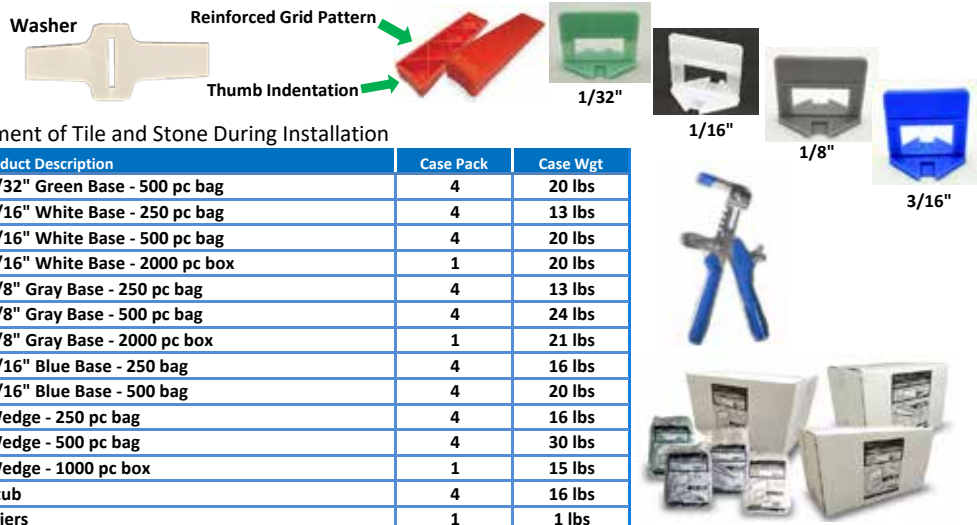 Washer
Reinforced Grid Pattern
Thumb Indentation
1/32"
1/16"
1/8"
3/16"
ment of Tile and Stone During Installation
duct Description Case Pack Case Wgt
/32" Green Base - 500 pc bag 4 20 lbs
/16" White Base - 250 pc bag 4 13 lbs
/16" White Base - 500 pc bag 4 20 lbs
/16" White Base - 2000 pc box 1 20 lbs
/8" Gray Base - 250 pc bag 4 13 lbs
/8" Gray Base - 500 pc bag 4 24 lbs
/8" Gray Base - 2000 pc box 1 21 lbs
/16" Blue Base - 250 bag 4 16 lbs
/16" Blue Base - 500 bag 4 20 lbs
edge - 250 pc bag 4 16 lbs
edge - 500 pc bag 4 30 lbs
edge - 1000 pc box 1 15 lbs
ub 4 16 lbs
iers 1 1 lbs